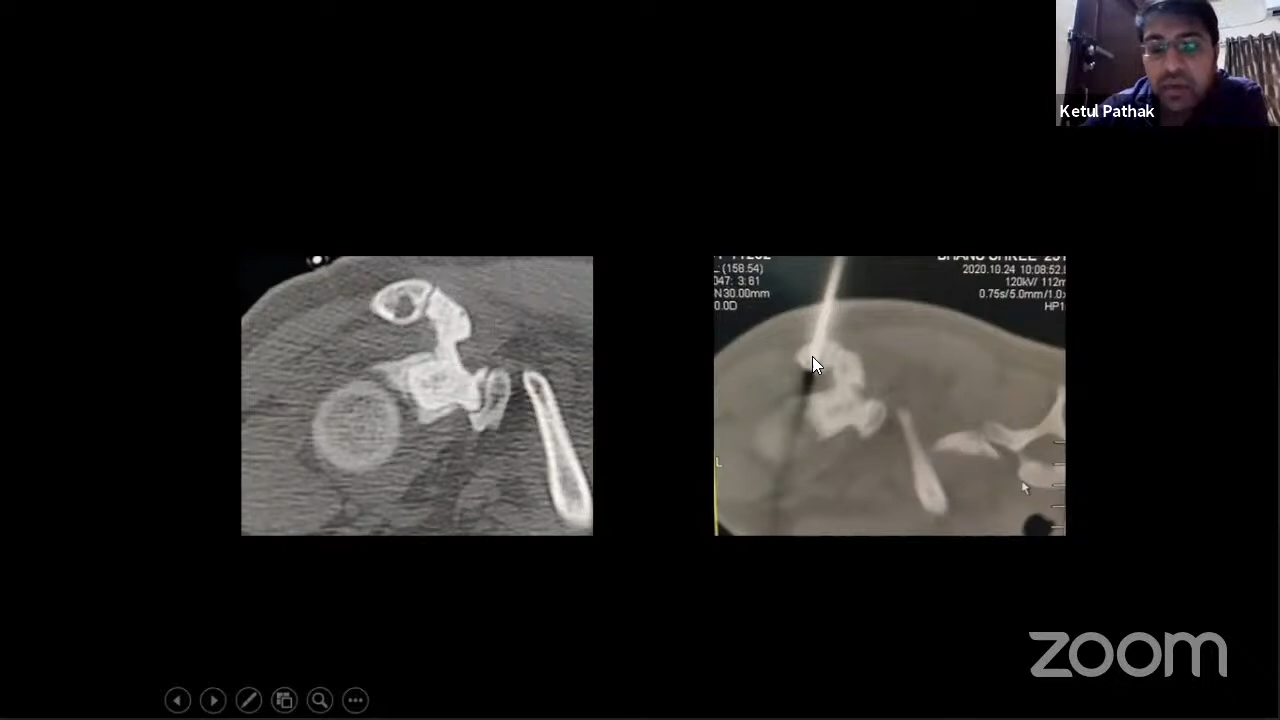 Ketul Pathak
(158.54)
2020.10.24 10:08:52.
047: 3:61
120kV/ 112m
N30.00mm
0.75s/5.0mm/1.0
0.0D
HP1
L
zoom